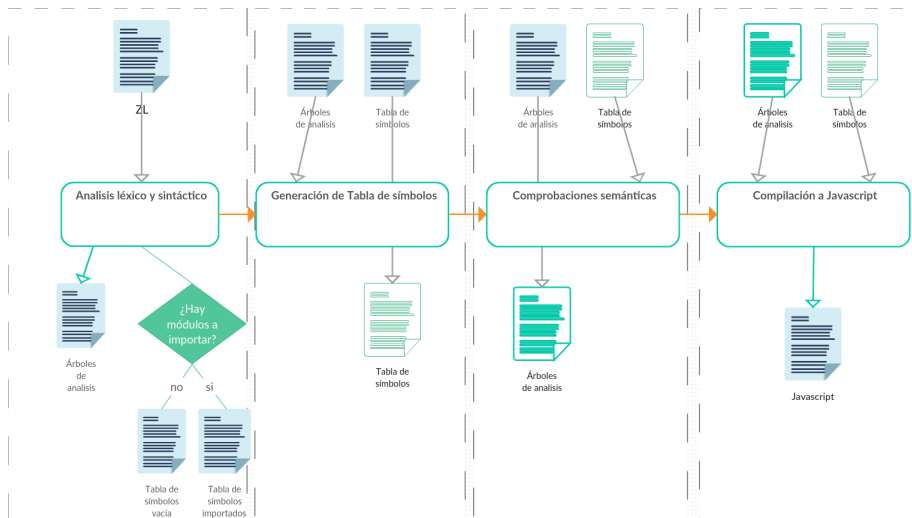 ZL
Árboles
de analisis
Tabla de
símbolos
Árboles
de analisis
Tabla de
símbolos
Árboles
de analisis
Tabla de
símbolos
Analisis léxico y sintáctico
Generación de Tabla de símbolos
Comprobaciones semánticas
Compilación a Javascript
Árboles
de
analisis
¿Hay
módulos a
importar?
no
si
Tabla de
símbolos
vacía
Tabla de
símbolos
importados
Tabla de
símbolos
Árboles
de analisis
Javascript